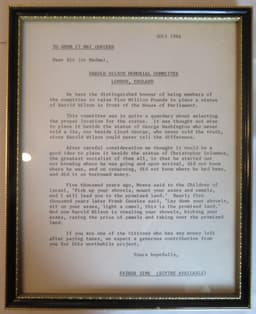 JULY 1966
TO WHOM IT MAY CONCERN
Dear Sir (or Madam),
HAROLD WILSON MEMORIAL COMMITTEE
LONDON, ENGLAND
We have the distinguished honour of being members of
the committee to raise Five Million Pounds to place a statue
of Harold Wilson in front of the House of Parliament.
This committee was in quite a quandary about selecting
the proper location for the statue. It was thought not wise
to place it beside the statue of George Washington who never
told a lie, nor beside Lloyd George, who never told the truth,
since Harold Wilson could never tell the difference.
After careful consideration we thought it would be a
good idea to place it beside the statue of Christopher Columbus,
the greatest socialist of them all, in that he started out
not knowing where he was going and upon arrival, did not know
where he was, and on returning, did not know where he had been,
and did it on borrowed money.
Five thousand years ago, Moses said to the Children of
Israel, "Pick up your shovels, mount your asses and camels,
and I will lead you to the promised land." Nearly five
thousand years later Frank Cousins said, "Lay down your shovels,
sit on your asses, light a camel, this is the promised land."
And now Harold Wilson is stealing your shovels, kicking your
asses, raising the price of camels and taking over the promised
land.
If you are one of the citizens who has any money left
after paying taxes, we expect a generous contribution from
you for this worthwhile project.
Yours hopefully,